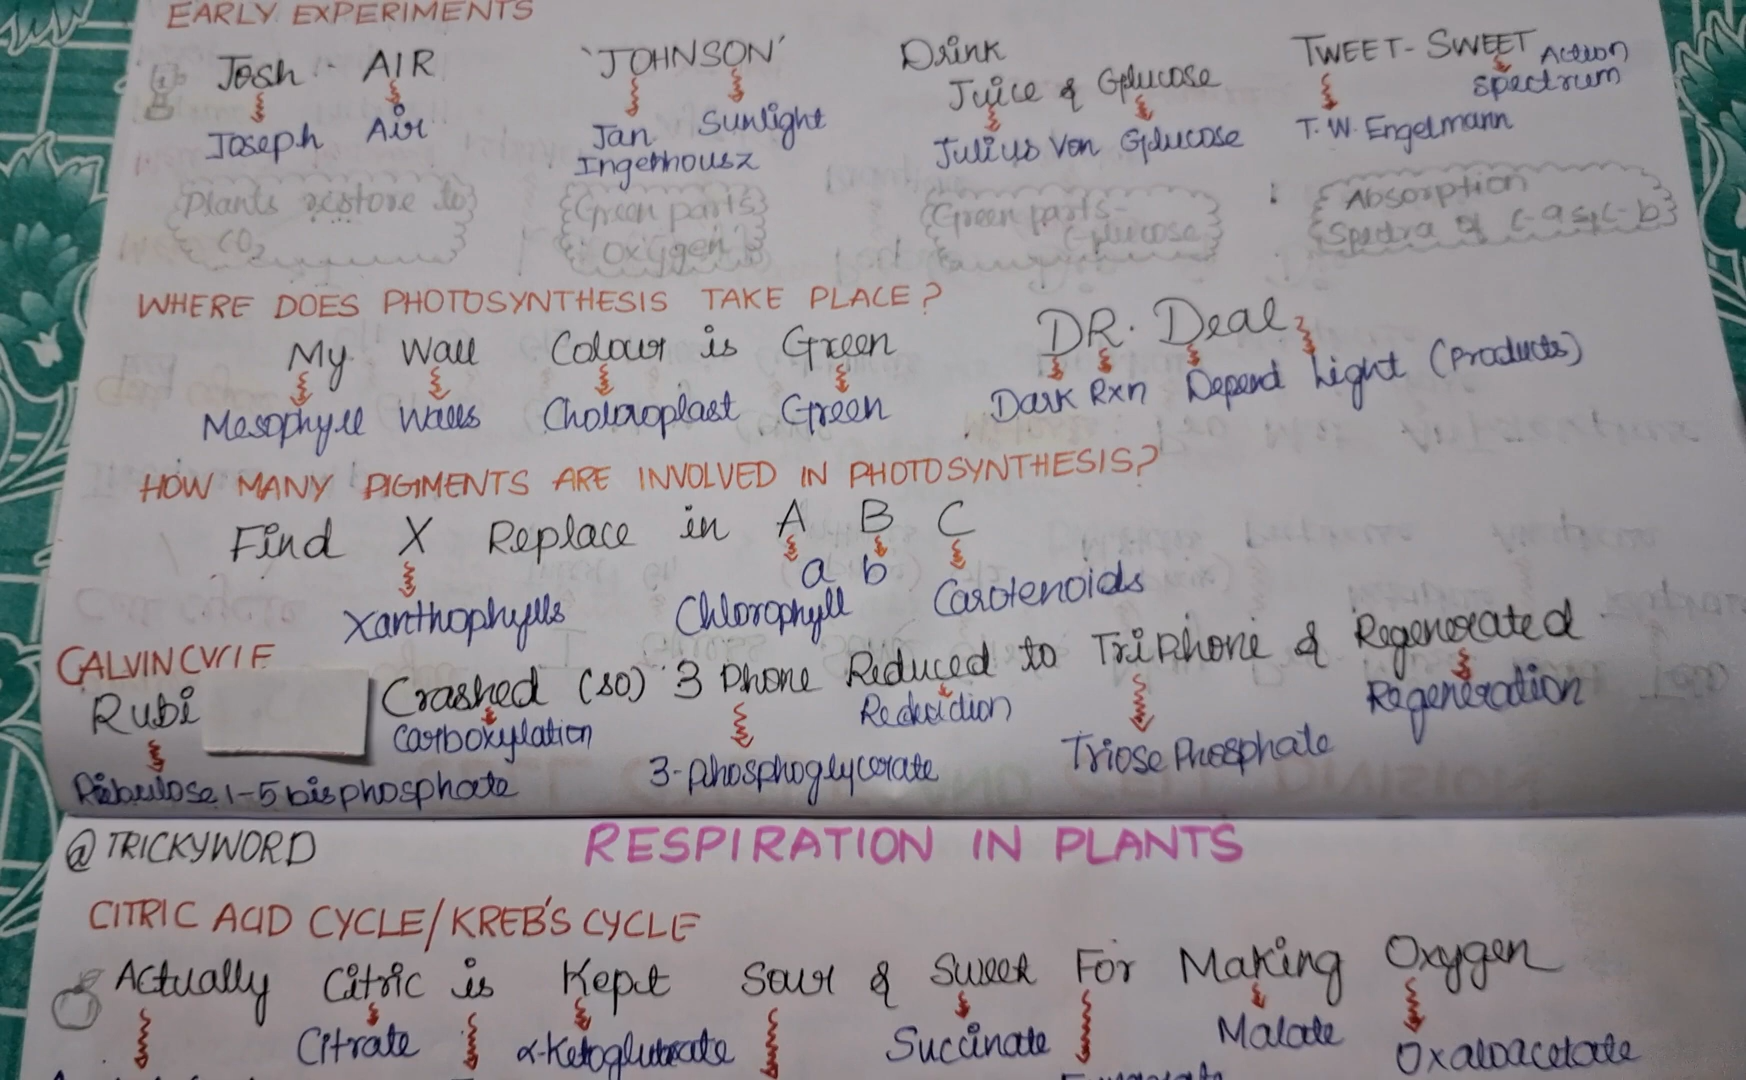 EARLY EXPERIMENTS
Josh - AIR 'JOHNSON' Drink TWEET - SWEET Action
Juice & Glucose spectrum
Joseph Air Jan Sunlight Julius Von Glucose T.W. Engelmann
Ingenhousz
Plants restore to Green parts Green parts- Absorption
CO2 oxygen Glucose Spectra of c-a & c-b
WHERE DOES PHOTOSYNTHESIS TAKE PLACE?
My Wall Colour is Green DR. Deal
Mesophyll Walls Choloroplast Green Dark Rxn Depend Light (Products)
HOW MANY PIGMENTS ARE INVOLVED IN PHOTOSYNTHESIS?
Find X Replace in A B C
a b
Xanthophylls Chlorophyll Carotenoids
CALVIN
Rubi Crashed (so) 3 Phone Reduced to TriPhone & Regenerated
Carboxylation Regeneration
Ribulose 1-5 bisphosphate 3-phosphoglycerate Triose Phosphate
@TRICKYWORD RESPIRATION IN PLANTS
CITRIC ACID CYCLE/KREB'S CYCLE
Actually Citric is Kept Sour & Sweet For Making Oxygen
Citrate α-Ketoglutarate Succinate Malate Oxaloacetate